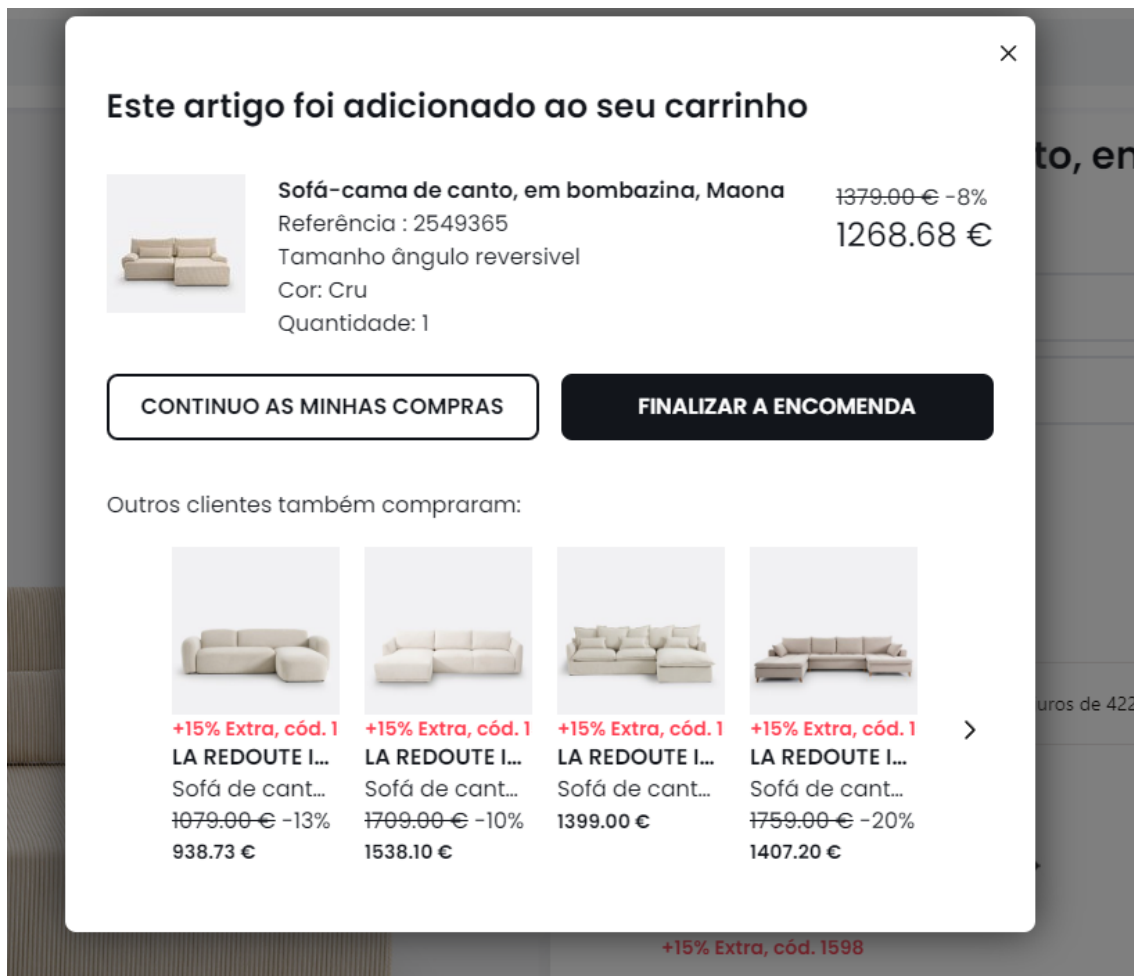 Este artigo foi adicionado ao seu carrinho
Sofá-cama de canto, em bombazina, Maona
Referência : 2549365
Tamanho ângulo reversivel
Cor: Cru
Quantidade: 1
1379.00 € -8%
1268.68 €
CONTINUO AS MINHAS COMPRAS
FINALIZAR A ENCOMENDA
Outros clientes também compraram:
+15% Extra, cód. 1
LA REDOUTE I...
Sofá de cant...
1079.00 € -13%
938.73 €
+15% Extra, cód. 1
LA REDOUTE I...
Sofá de cant...
1709.00 € -10%
1538.10 €
+15% Extra, cód. 1
LA REDOUTE I...
Sofá de cant...
1399.00 €
+15% Extra, cód. 1
LA REDOUTE I...
Sofá de cant...
1759.00 € -20%
1407.20 €
to, en
uros de 422
+15% Extra, cód. 1598